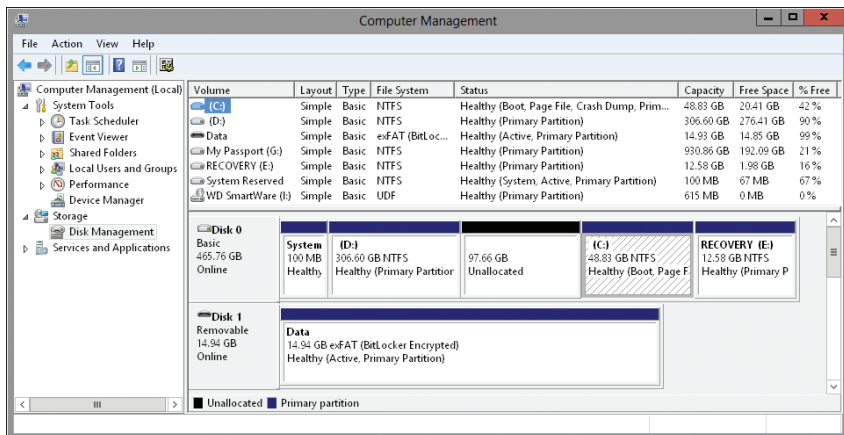 Computer Management
File Action View Help
Computer Management (Local)
System Tools
Task Scheduler
Event Viewer
Shared Folders
Local Users and Groups
Performance
Device Manager
Storage
Disk Management
Services and Applications
Volume Layout Type File System Status Capacity Free Space % Free
(C:) Simple Basic NTFS Healthy (Boot, Page File, Crash Dump, Prim... 48.83 GB 20.41 GB 42 %
(D:) Simple Basic NTFS Healthy (Primary Partition) 306.60 GB 276.41 GB 90 %
Data Simple Basic exFAT (BitLoc... Healthy (Active, Primary Partition) 14.93 GB 14.85 GB 99 %
My Passport (G:) Simple Basic NTFS Healthy (Primary Partition) 930.86 GB 192.09 GB 21 %
RECOVERY (E:) Simple Basic NTFS Healthy (Primary Partition) 12.58 GB 1.98 GB 16 %
System Reserved Simple Basic NTFS Healthy (System, Active, Primary Partition) 100 MB 67 MB 67 %
WD SmartWare (I:) Simple Basic UDF Healthy (Primary Partition) 615 MB 0 MB 0 %
Disk 0
Basic
465.76 GB
Online
System
100 MB
Healthy
(D:)
306.60 GB NTFS
Healthy (Primary Partitior
97.66 GB
Unallocated
(C:)
48.83 GB NTFS
Healthy (Boot, Page F
RECOVERY (E:)
12.58 GB NTFS
Healthy (Primary P
Disk 1
Removable
14.94 GB
Online
Data
14.94 GB exFAT (BitLocker Encrypted)
Healthy (Active, Primary Partition)
Unallocated Primary partition